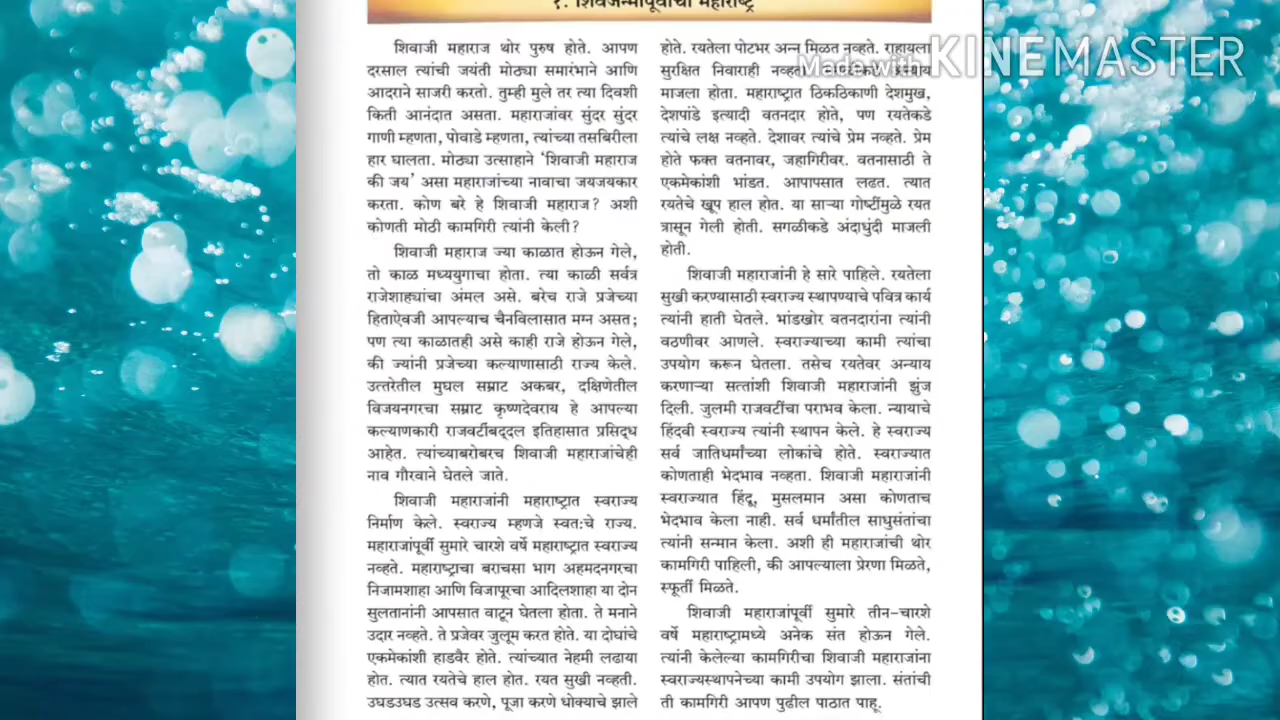 १. शिवजन्मापूर्वीचा महाराष्ट्र
शिवाजी महाराज थोर पुरुष होते. आपण
दरसाल त्यांची जयंती मोठ्या समारंभाने आणि
आदराने साजरी करतो. तुम्ही मुले तर त्या दिवशी
किती आनंदात असता. महाराजांवर सुंदर सुंदर
गाणी म्हणता, पोवाडे म्हणता, त्यांच्या तसबिरीला
हार घालता. मोठ्या उत्साहाने ‘शिवाजी महाराज
की जय’ असा महाराजांच्या नावाचा जयजयकार
करता. कोण बरे हे शिवाजी महाराज? अशी
कोणती मोठी कामगिरी त्यांनी केली?
शिवाजी महाराज ज्या काळात होऊन गेले,
तो काळ मध्ययुगाचा होता. त्या काळी सर्वत्र
राजेशाह्यांचा अंमल असे. बरेच राजे प्रजेच्या
हिताऐवजी आपल्याच चैनविलासात मग्न असत;
पण त्या काळातही असे काही राजे होऊन गेले,
की ज्यांनी प्रजेच्या कल्याणासाठी राज्य केले.
उत्तरेतील मुघल सम्राट अकबर, दक्षिणेतील
विजयनगरचा सम्राट कृष्णदेवराय हे आपल्या
कल्याणकारी राजवटींबद्दल इतिहासात प्रसिद्ध
आहेत. त्यांच्याबरोबरच शिवाजी महाराजांचेही
नाव गौरवाने घेतले जाते.
शिवाजी महाराजांनी महाराष्ट्रात स्वराज्य
निर्माण केले. स्वराज्य म्हणजे स्वत:चे राज्य.
महाराजांपूर्वी सुमारे चारशे वर्षे महाराष्ट्रात स्वराज्य
नव्हते. महाराष्ट्राचा बराचसा भाग अहमदनगरचा
निजामशाहा आणि विजापूरचा आदिलशाहा या दोन
सुलतानांनी आपसात वाटून घेतला होता. ते मनाने
उदार नव्हते. ते प्रजेवर जुलूम करत होते. या दोघांचे
एकमेकांशी हाडवैर होते. त्यांच्यात नेहमी लढाया
होत. त्यात रयतेचे हाल होत. रयत सुखी नव्हती.
उघडउघड उत्सव करणे, पूजा करणे धोक्याचे झाले
होते. रयतेला पोटभर अन्न मिळत नव्हते. राहायला
सुरक्षित निवाराही नव्हता. अन्याय
माजला होता. महाराष्ट्रात ठिकठिकाणी देशमुख,
देशपांडे इत्यादी वतनदार होते, पण रयतेकडे
त्यांचे लक्ष नव्हते. देशावर त्यांचे प्रेम नव्हते. प्रेम
होते फक्त वतनावर, जहागिरीवर. वतनासाठी ते
एकमेकांशी भांडत. आपापसात लढत. त्यात
रयतेचे खूप हाल होत. या साऱ्या गोष्टींमुळे रयत
त्रासून गेली होती. सगळीकडे अंदाधुंदी माजली
होती.
शिवाजी महाराजांनी हे सारे पाहिले. रयतेला
सुखी करण्यासाठी स्वराज्य स्थापण्याचे पवित्र कार्य
त्यांनी हाती घेतले. भांडखोर वतनदारांना त्यांनी
वठणीवर आणले. स्वराज्याच्या कामी त्यांचा
उपयोग करून घेतला. तसेच रयतेवर अन्याय
करणाऱ्या सत्तांशी शिवाजी महाराजांनी झुंज
दिली. जुलमी राजवटींचा पराभव केला. न्यायाचे
हिंदवी स्वराज्य त्यांनी स्थापन केले. हे स्वराज्य
सर्व जातिधर्मांच्या लोकांचे होते. स्वराज्यात
कोणताही भेदभाव नव्हता. शिवाजी महाराजांनी
स्वराज्यात हिंदू, मुसलमान असा कोणताच
भेदभाव केला नाही. सर्व धर्मांतील साधुसंतांचा
त्यांनी सन्मान केला. अशी ही महाराजांची थोर
कामगिरी पाहिली, की आपल्याला प्रेरणा मिळते,
स्फूर्ती मिळते.
शिवाजी महाराजांपूर्वी सुमारे तीन-चारशे
वर्षे महाराष्ट्रामध्ये अनेक संत होऊन गेले.
त्यांनी केलेल्या कामगिरीचा शिवाजी महाराजांना
स्वराज्यस्थापनेच्या कामी उपयोग झाला. संतांची
ती कामगिरी आपण पुढील पाठात पाहू.
Made with KINEMASTER